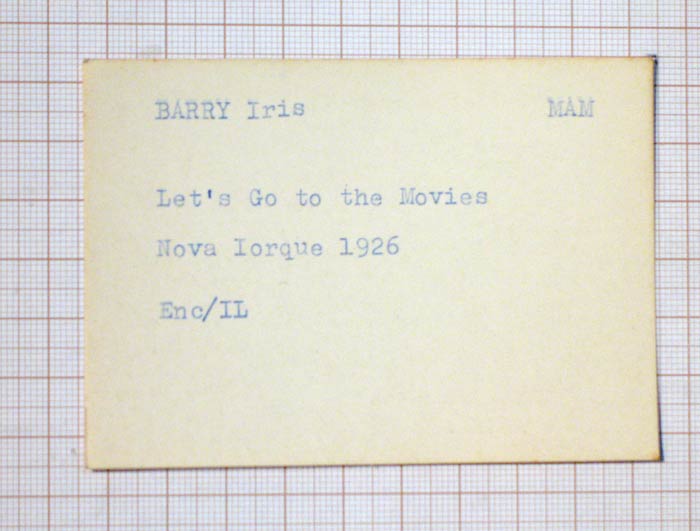 BARRY Iris MAM
Let's Go to the Movies
Nova Iorque 1926
Enc/IL